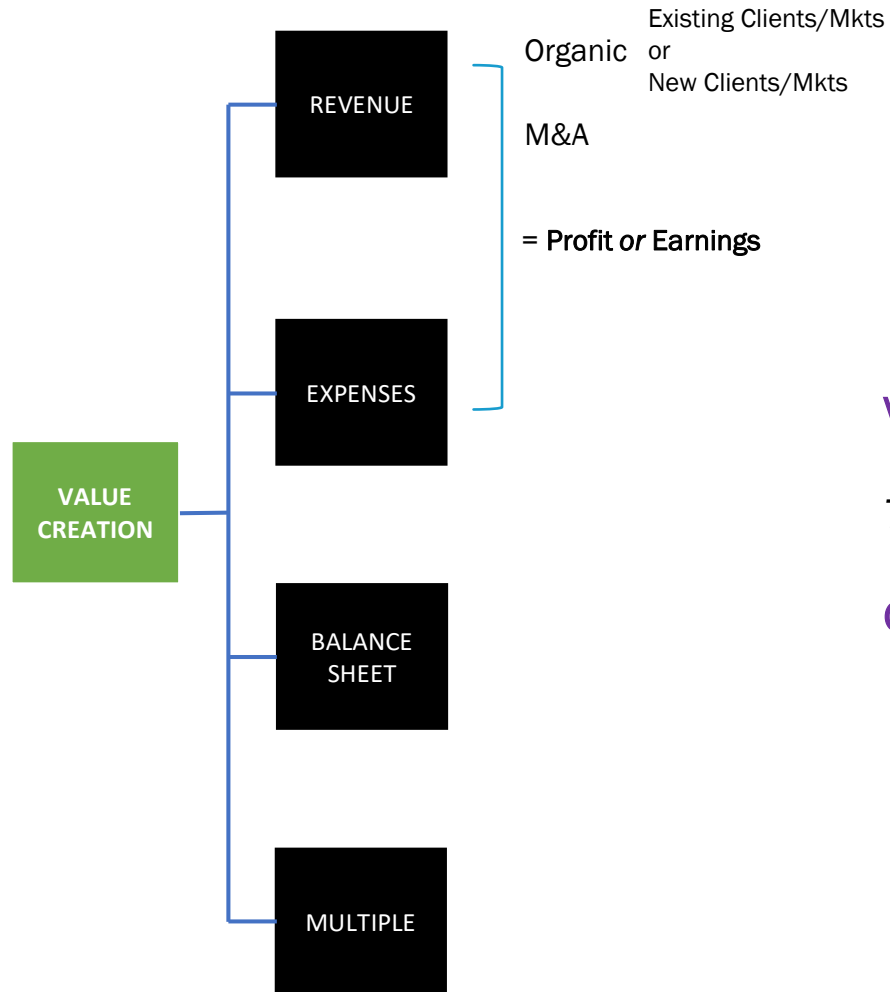 Existing Clients/Mkts
Organic or
New Clients/Mkts
REVENUE
M&A
= Profit or Earnings
EXPENSES
VALUE
CREATION
BALANCE
SHEET
MULTIPLE